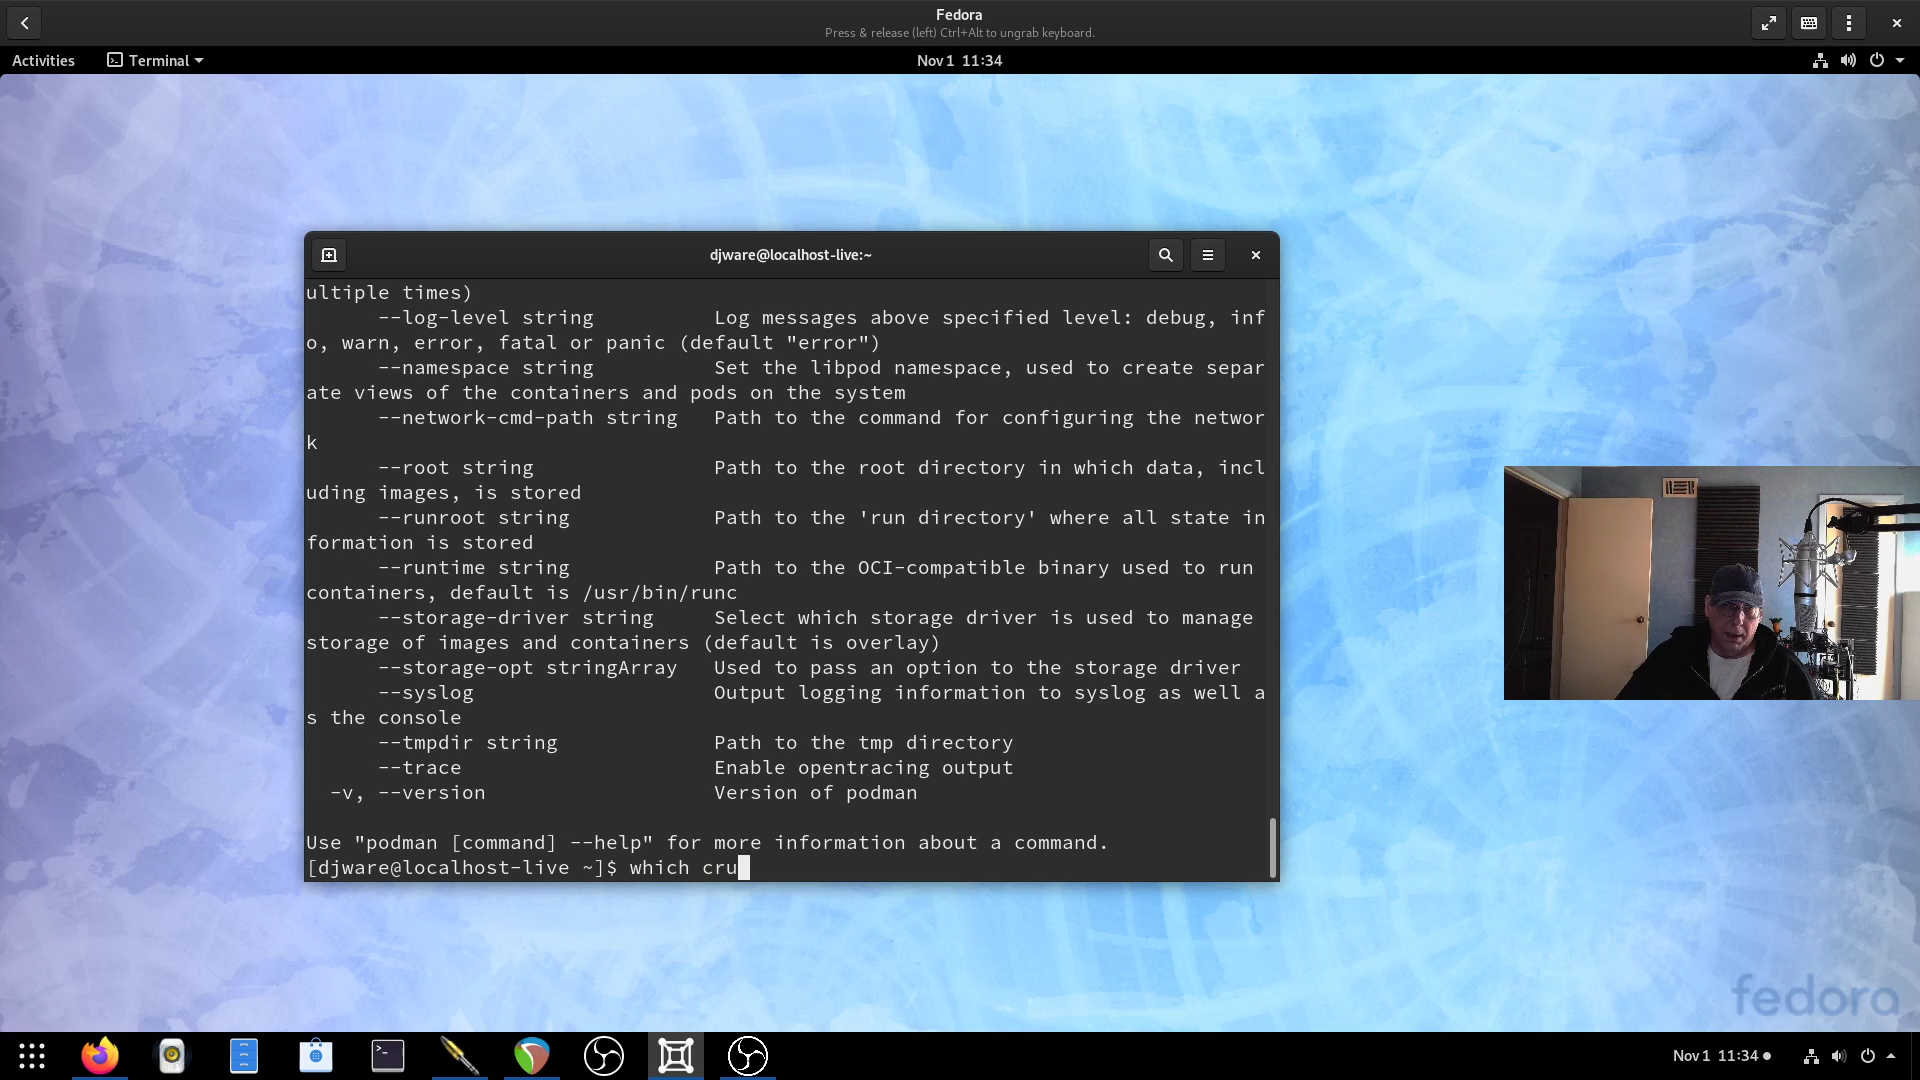 Fedora
Press & release (left) Ctrl+Alt to ungrab keyboard.
Activities
Terminal
Nov 1 11:34
djware@localhost-live:~
ultiple times)
--log-level string Log messages above specified level: debug, inf
o, warn, error, fatal or panic (default "error")
--namespace string Set the libpod namespace, used to create separ
ate views of the containers and pods on the system
--network-cmd-path string Path to the command for configuring the networ
k
--root string Path to the root directory in which data, incl
uding images, is stored
--runroot string Path to the 'run directory' where all state in
formation is stored
--runtime string Path to the OCI-compatible binary used to run
containers, default is /usr/bin/runc
--storage-driver string Select which storage driver is used to manage
storage of images and containers (default is overlay)
--storage-opt stringArray Used to pass an option to the storage driver
--syslog Output logging information to syslog as well a
s the console
--tmpdir string Path to the tmp directory
--trace Enable opentracing output
-v, --version Version of podman
Use "podman [command] --help" for more information about a command.
[djware@localhost-live ~]$ which cru
fedora
Nov 1 11:34